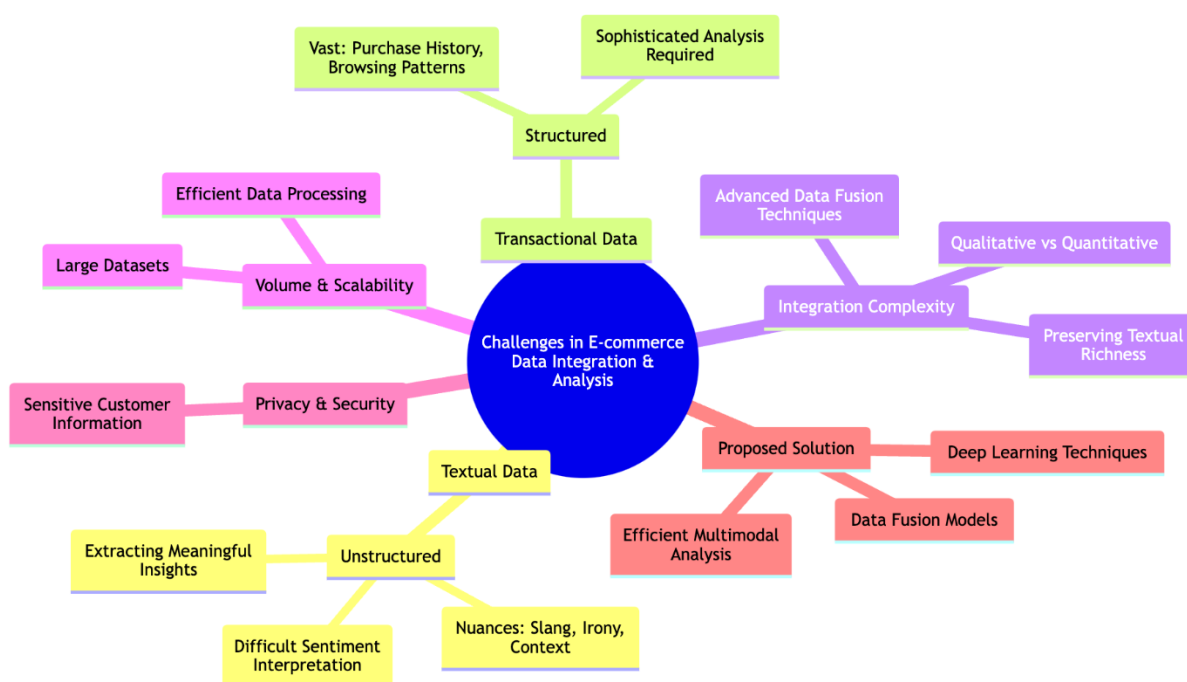 Vast: Purchase History,
Browsing Patterns
Sophisticated Analysis
Required
Structured
Transactional Data
Efficient Data Processing
Large Datasets
Volume & Scalability
Advanced Data Fusion
Techniques
Qualitative vs Quantitative
Integration Complexity
Preserving Textual
Richness
Challenges in E-commerce
Data Integration &
Analysis
Sensitive Customer
Information
Privacy & Security
Proposed Solution
Deep Learning Techniques
Data Fusion Models
Efficient Multimodal
Analysis
Textual Data
Unstructured
Extracting Meaningful
Insights
Difficult Sentiment
Interpretation
Nuances: Slang, Irony,
Context